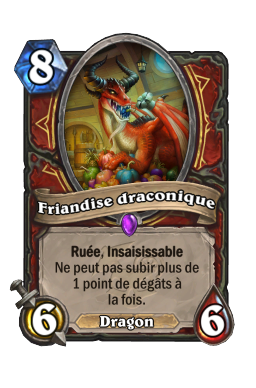 8
Friandise draconique
Ruée, Insaisissable
Ne peut pas subir plus de
1 point de dégâts à
la fois.
6
Dragon
6